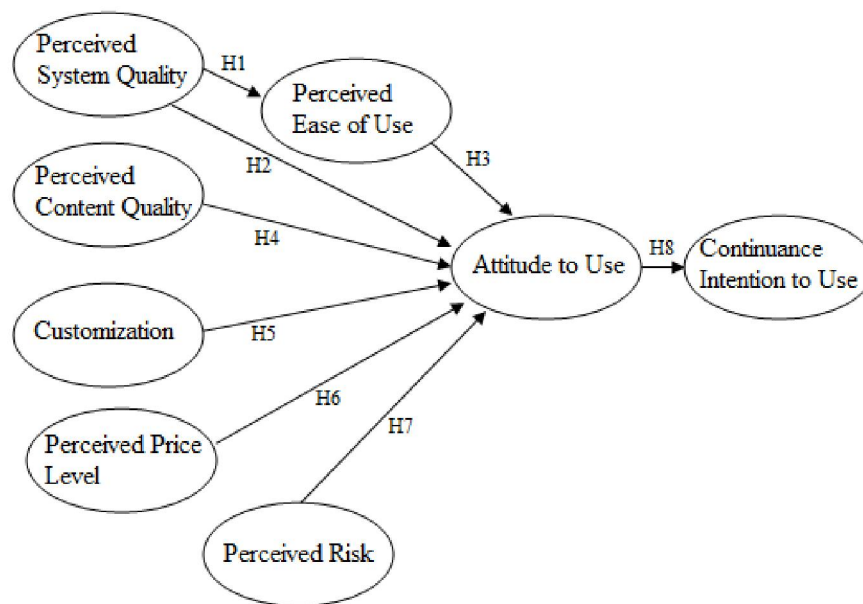 Perceived
System Quality
H1
Perceived
Ease of Use
H2
H3
Perceived
Content Quality
H4
Attitude to Use
H8
Continuance
Intention to Use
Customization
H5
H6
H7
Perceived Price
Level
Perceived Risk